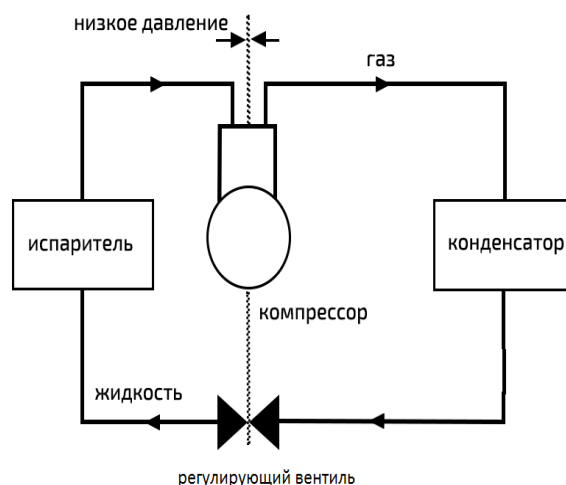 низкое давление
газ
испаритель
конденсатор
компрессор
жидкость
регулирующий вентиль